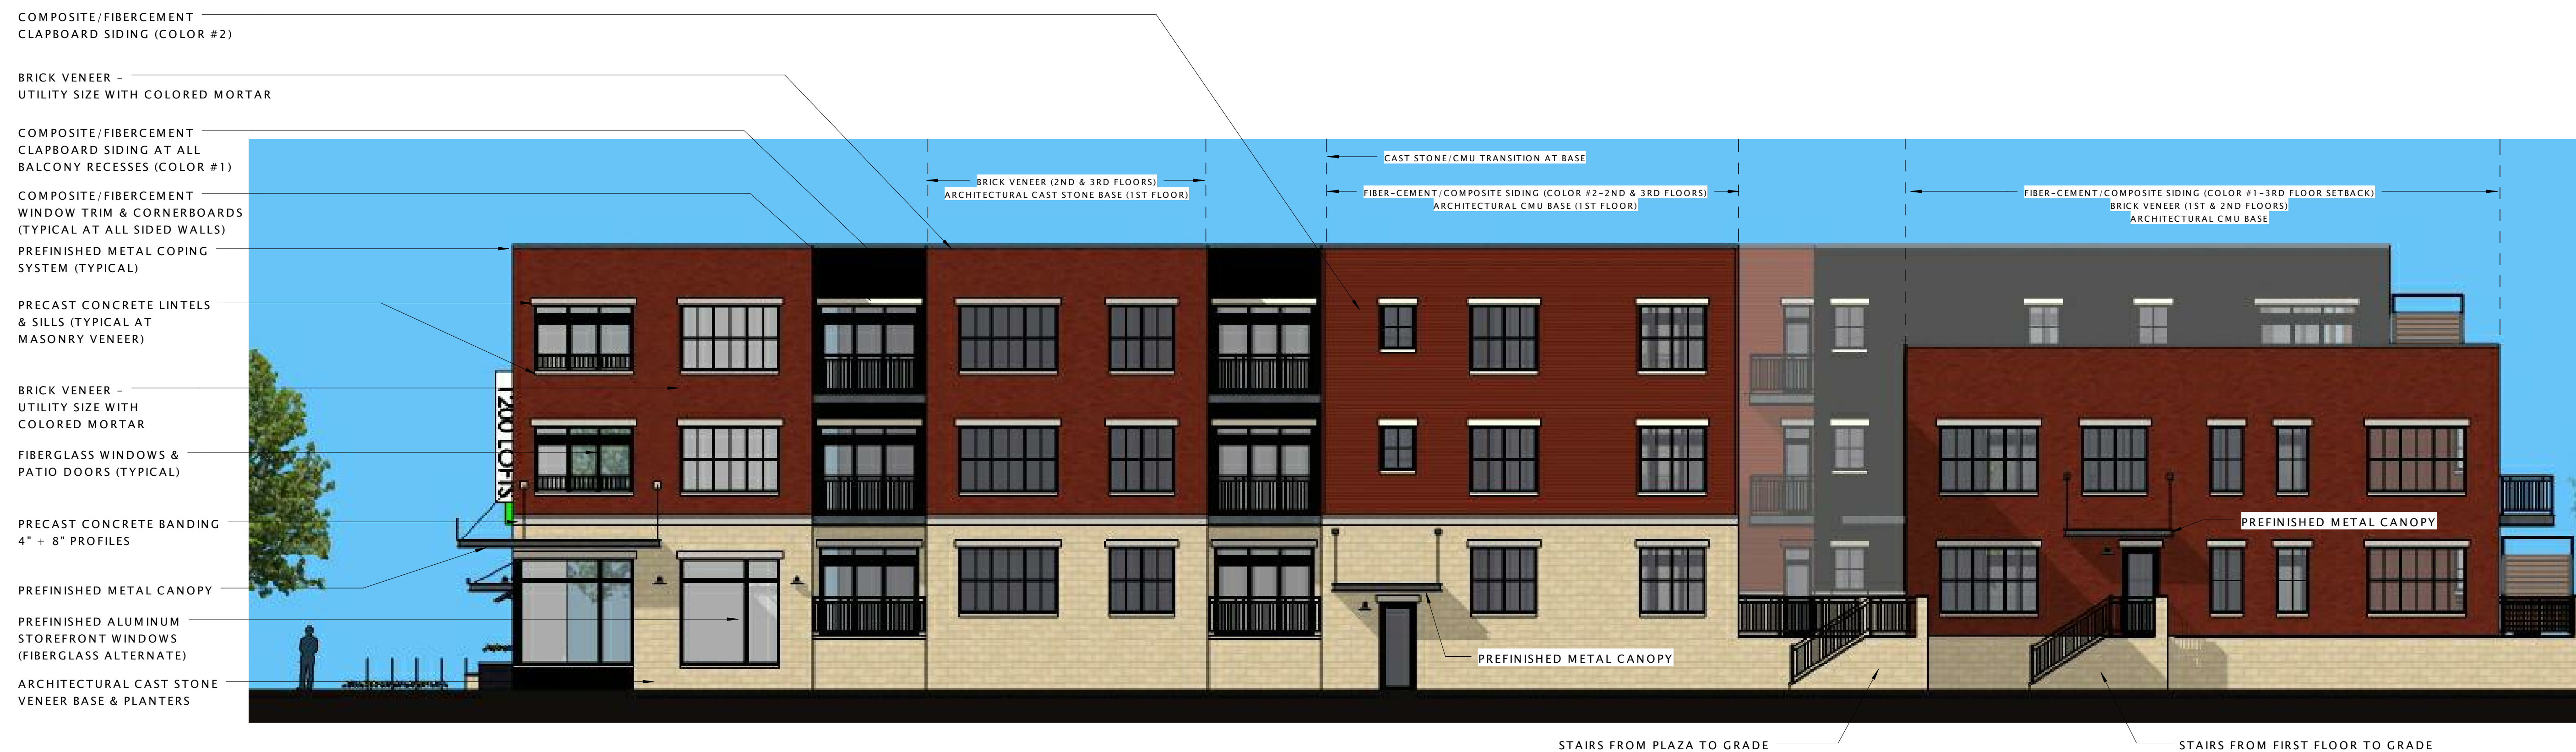 COMPOSITE/FIBERCEMENT
CLAPBOARD SIDING (COLOR #2)
BRICK VENEER –
UTILITY SIZE WITH COLORED MORTAR
COMPOSITE/FIBERCEMENT
CLAPBOARD SIDING AT ALL
BALCONY RECESSES (COLOR #1)
COMPOSITE/FIBERCEMENT
WINDOW TRIM & CORNERBOARDS
(TYPICAL AT ALL SIDED WALLS)
PREFINISHED METAL COPING
SYSTEM (TYPICAL)
PRECAST CONCRETE LINTELS
& SILLS (TYPICAL AT
MASONRY VENEER)
BRICK VENEER –
UTILITY SIZE WITH
COLORED MORTAR
FIBERGLASS WINDOWS &
PATIO DOORS (TYPICAL)
PRECAST CONCRETE BANDING
4" + 8" PROFILES
PREFINISHED METAL CANOPY
PREFINISHED ALUMINUM
STOREFRONT WINDOWS
(FIBERGLASS ALTERNATE)
ARCHITECTURAL CAST STONE
VENEER BASE & PLANTERS
BRICK VENEER (2ND & 3RD FLOORS)
ARCHITECTURAL CAST STONE BASE (1ST FLOOR)
CAST STONE/CMU TRANSITION AT BASE
FIBER-CEMENT/COMPOSITE SIDING (COLOR #2-2ND & 3RD FLOORS)
ARCHITECTURAL CMU BASE (1ST FLOOR)
FIBER-CEMENT/COMPOSITE SIDING (COLOR #1-3RD FLOOR SETBACK)
BRICK VENEER (1ST & 2ND FLOORS)
ARCHITECTURAL CMU BASE
1200 LOFTS
PREFINISHED METAL CANOPY
PREFINISHED METAL CANOPY
STAIRS FROM PLAZA TO GRADE
STAIRS FROM FIRST FLOOR TO GRADE